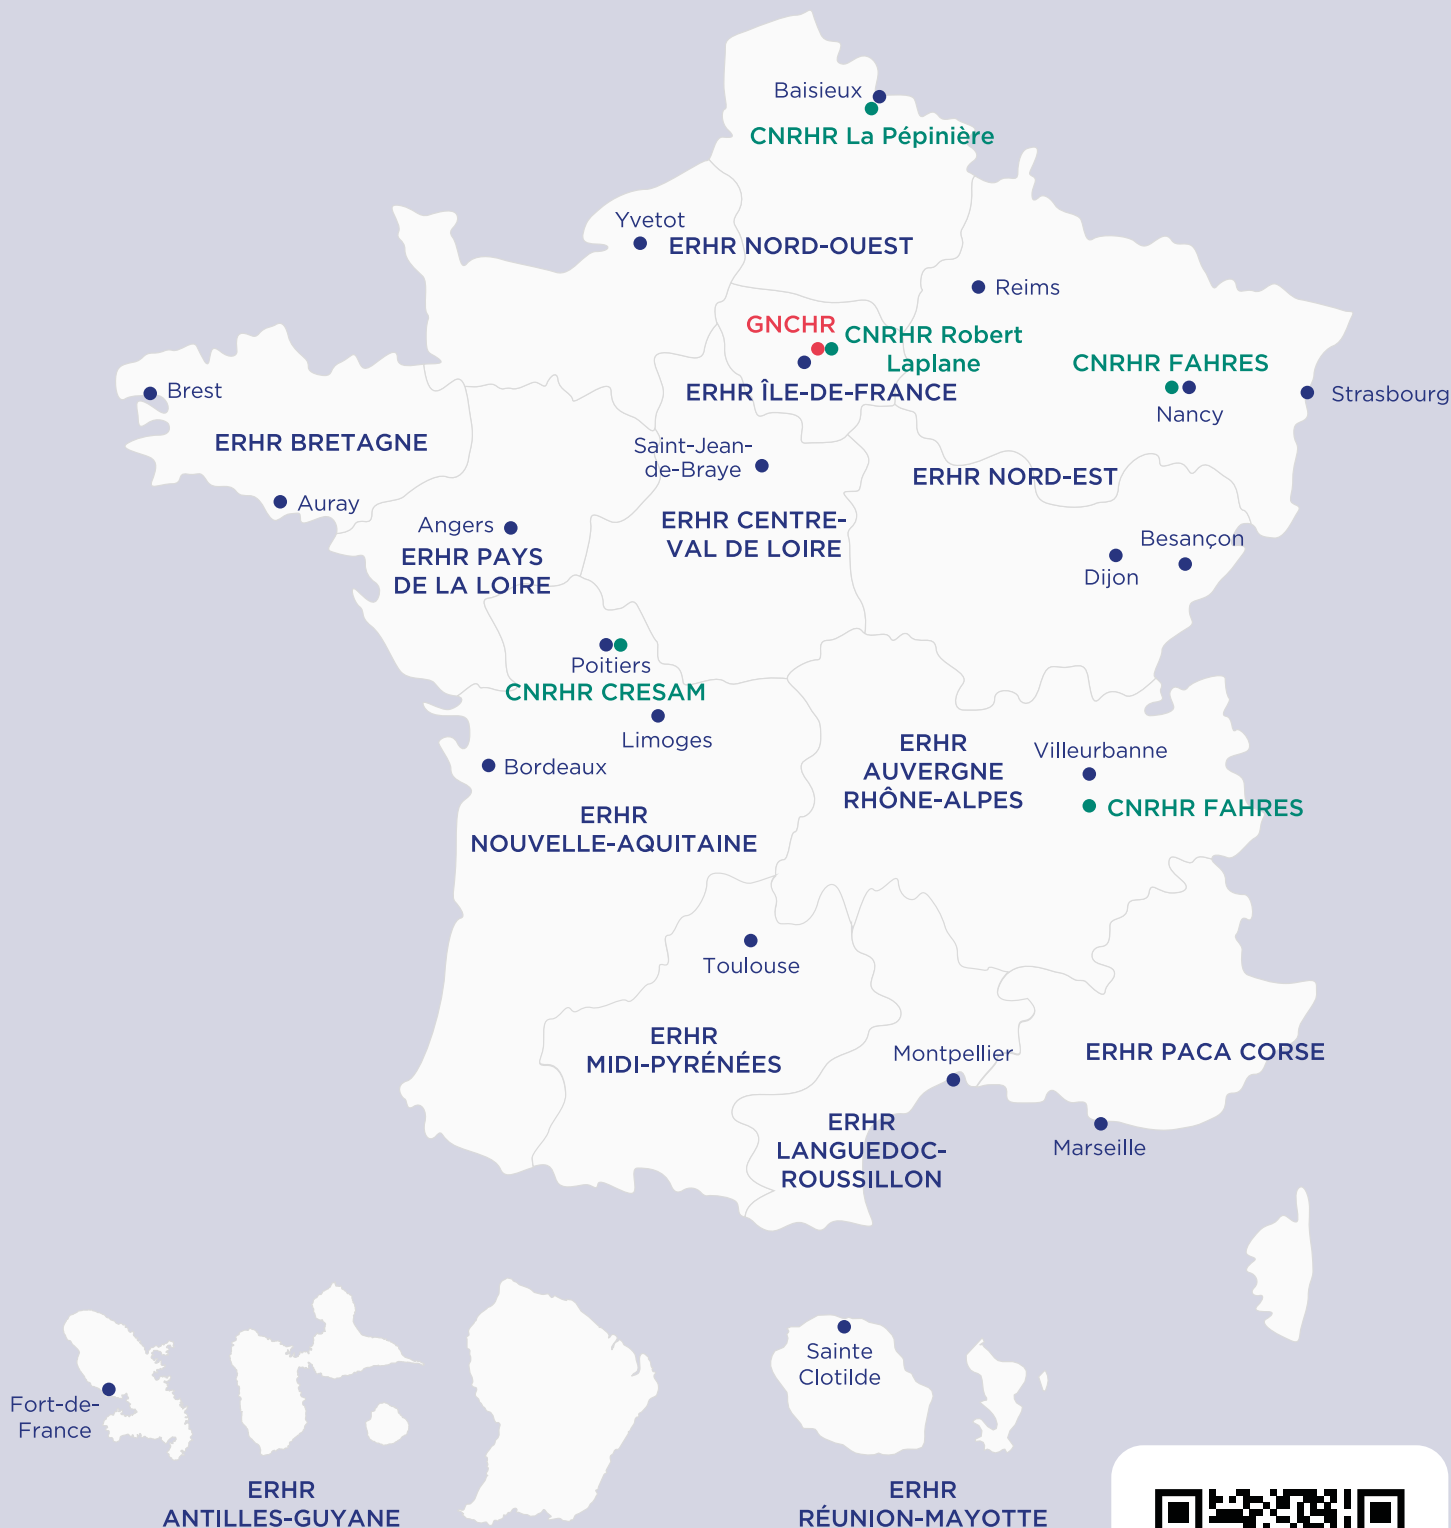 Baisieux
CNRHR La Pépinière
Yvetot
ERHR NORD-OUEST
Reims
GNCHR
CNRHR Robert
Laplane
ERHR ÎLE-DE-FRANCE
CNRHR FAHRES
Nancy
Strasbourg
Brest
ERHR BRETAGNE
Auray
Saint-Jean-
de-Braye
ERHR NORD-EST
Angers
ERHR PAYS
DE LA LOIRE
ERHR CENTRE-
VAL DE LOIRE
Besançon
Dijon
Poitiers
CNRHR CRESAM
Limoges
Bordeaux
ERHR
NOUVELLE-AQUITAINE
ERHR
AUVERGNE
RHÔNE-ALPES
Villeurbanne
CNRHR FAHRES
Toulouse
ERHR
MIDI-PYRÉNÉES
Montpellier
ERHR PACA CORSE
ERHR
LANGUEDOC-
ROUSSILLON
Marseille
Fort-de-
France
Sainte
Clotilde
ERHR
ANTILLES-GUYANE
ERHR
RÉUNION-MAYOTTE